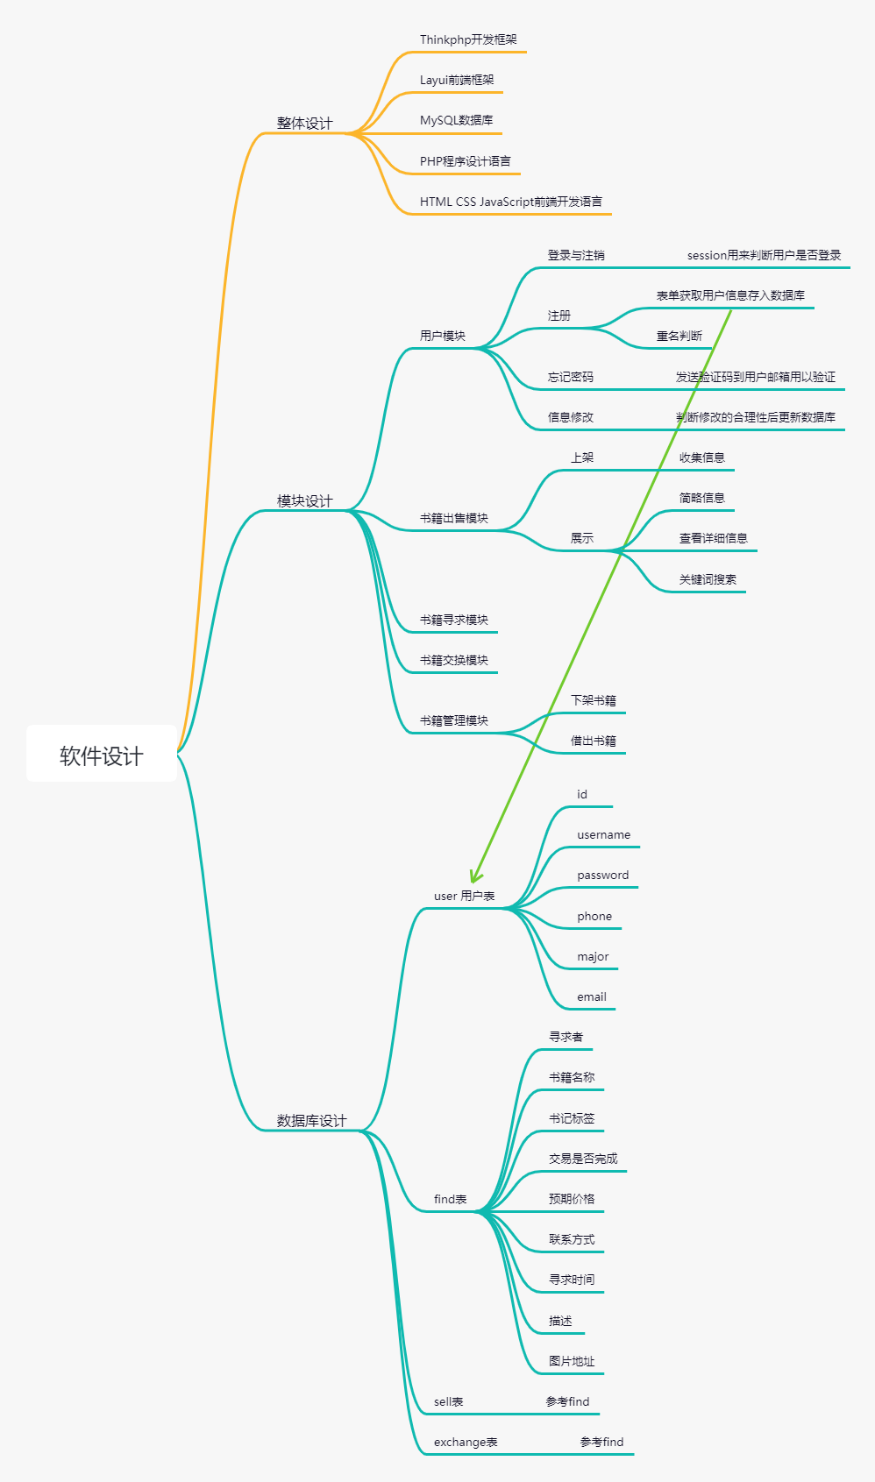 Thinkphp开发框架
Layui前端框架
整体设计
MySQL数据库
PHP程序设计语言
HTML CSS JavaScript前端开发语言
登录与注销
session用来判断用户是否登录
表单获取用户信息存入数据库
注册
用户模块
重名判断
忘记密码
发送验证码到用户邮箱用以验证
信息修改
判断修改的合理性后更新数据库
上架
收集信息
模块设计
简略信息
书籍出售模块
展示
查看详细信息
关键词搜索
书籍寻求模块
书籍交换模块
下架书籍
书籍管理模块
借出书籍
软件设计
id
username
password
user 用户表
phone
major
email
寻求者
书籍名称
数据库设计
书记标签
交易是否完成
find表
预期价格
联系方式
寻求时间
描述
图片地址
sell表
参考find
exchange表
参考find